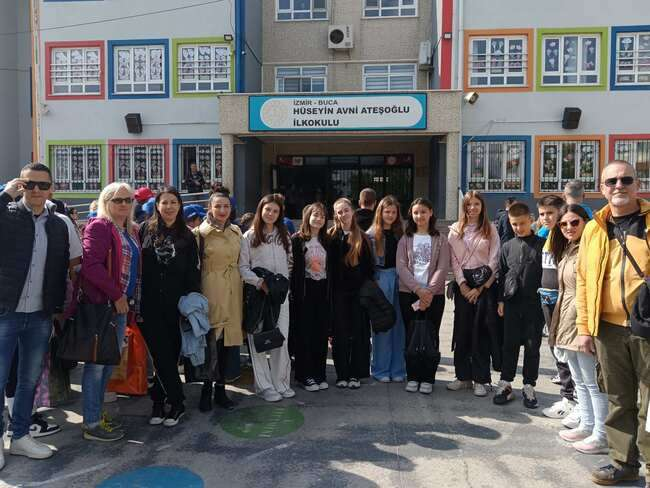 İZMİR - BUCA
HÜSEYİN AVNİ ATEŞOĞLU
İLKOKULU